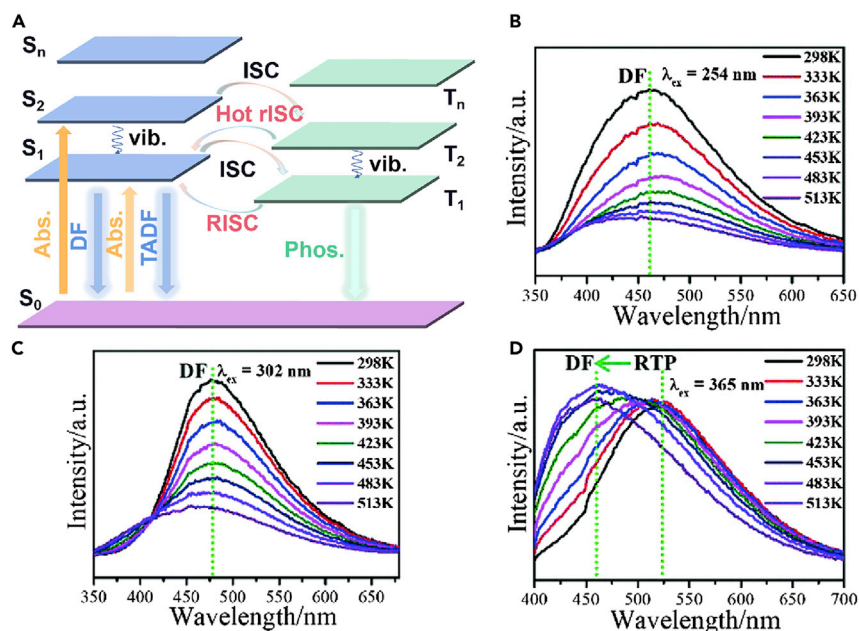 A
Sn
S2
S1
S0
ISC
Hot rISC
ISC
RISC
vib.
vib.
Tn
T2
T1
Abs.
DF
Abs.
TADF
Phos.
B
DF
λex = 254 nm
298K
333K
363K
393K
423K
453K
483K
513K
Intensity/a.u.
350 400 450 500 550 600 650
Wavelength/nm
C
DF
λex = 302 nm
298K
333K
363K
393K
423K
453K
483K
513K
Intensity/a.u.
350 400 450 500 550 600 650
Wavelength/nm
D
DF
RTP
λex = 365 nm
298K
333K
363K
393K
423K
453K
483K
513K
Intensity/a.u.
400 450 500 550 600 650 700
Wavelength/nm